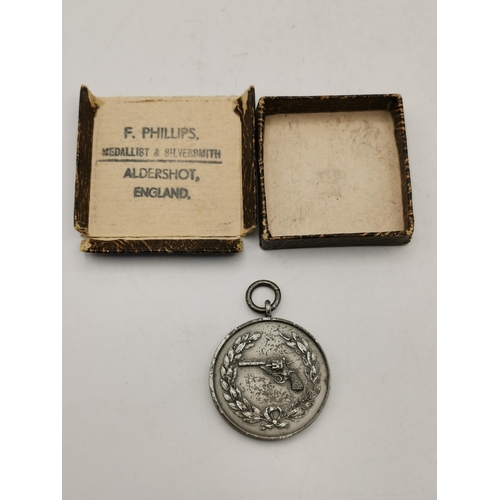 F. PHILLIPS,
MEDALLIST & SILVERSMITH
ALDERSHOT,
ENGLAND.